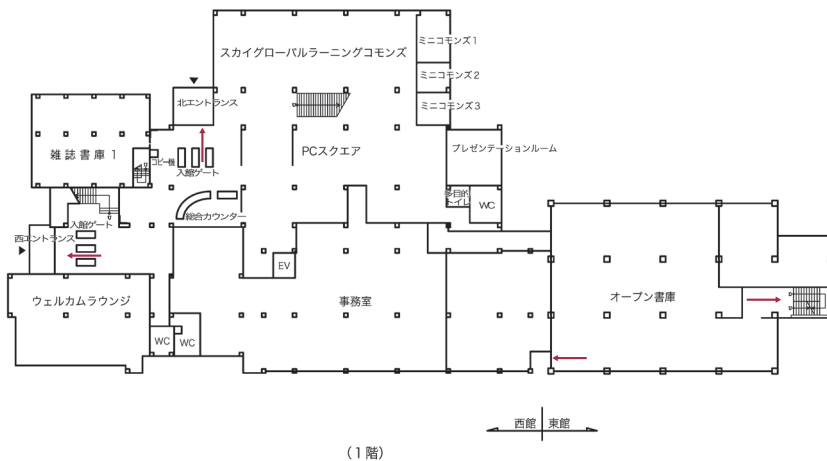 ミニコモンズ1
スカイグローバルラーニングコモンズ
ミニコモンズ2
北エントランス
ミニコモンズ3
雑誌書庫1
コピー機
入館ゲート
PCスクエア
プレゼンテーションルーム
多目的
トイレ
WC
総合カウンター
入館ゲート
西エントランス
EV
ウェルカムラウンジ
事務室
オープン書庫
WC
WC
西館
東館
(1階)